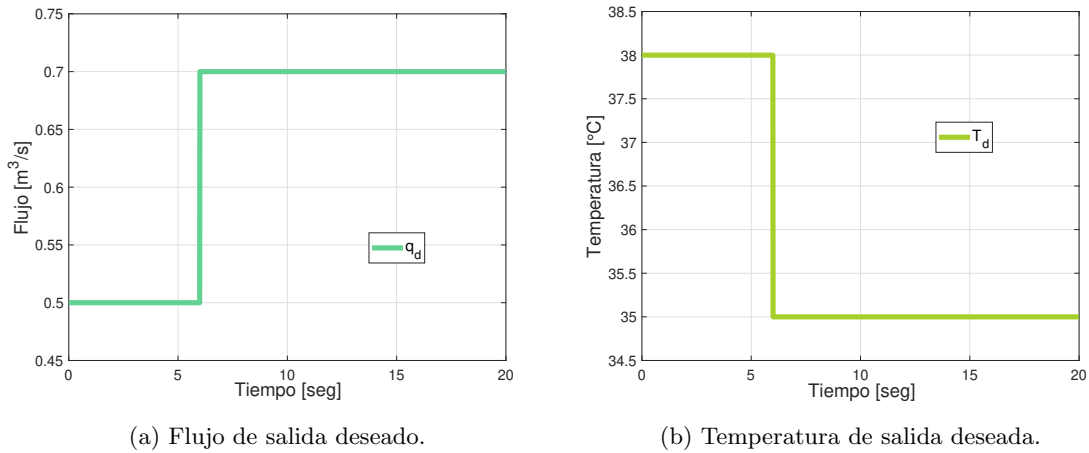 0.75
0.7
0.65
0.6
0.55
0.5
0.45
Flujo [m³/s]
0 5 10 15 20
Tiempo [seg]
q_d
(a) Flujo de salida deseado.
38.5
38
37.5
37
36.5
36
35.5
35
34.5
Temperatura [°C]
0 5 10 15 20
Tiempo [seg]
T_d
(b) Temperatura de salida deseada.